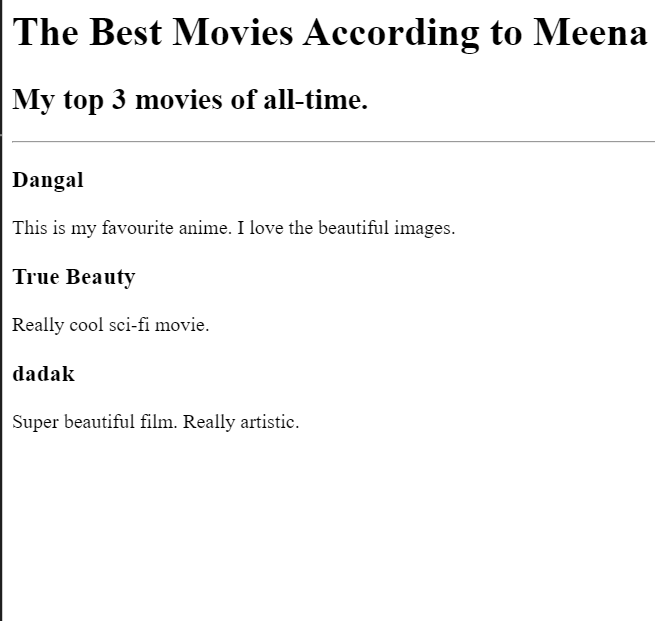 The Best Movies According to Meena
My top 3 movies of all-time.
Dangal
This is my favourite anime. I love the beautiful images.
True Beauty
Really cool sci-fi movie.
dadak
Super beautiful film. Really artistic.